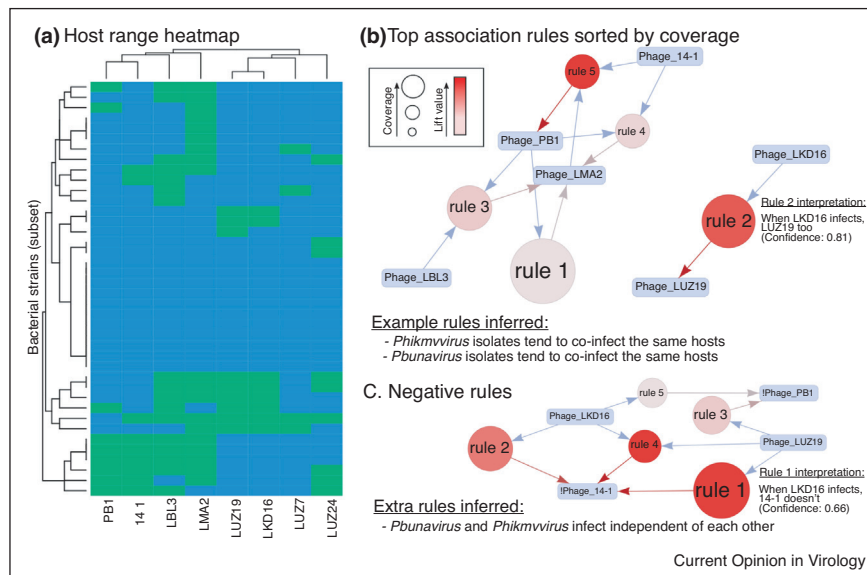 (a) Host range heatmap
Bacterial strains (subset)
PB1
14 1
LBL3
LMA2
LUZ19
LKD16
LUZ7
LUZ24
(b) Top association rules sorted by coverage
Coverage
Lift value
rule 5
Phage_14-1
Phage_PB1
rule 4
Phage_LMA2
Phage_LKD16
rule 3
rule 2
Rule 2 interpretation:
When LKD16 infects,
LUZ19 too
(Confidence: 0.81)
rule 1
Phage_LBL3
Phage_LUZ19
Example rules inferred:
- Phikmvvirus isolates tend to co-infect the same hosts
- Pbunavirus isolates tend to co-infect the same hosts
C. Negative rules
rule 5
!Phage_PB1
Phage_LKD16
rule 3
rule 2
rule 4
Phage_LUZ19
!Phage_14-1
rule 1
Rule 1 interpretation:
When LKD16 infects,
14-1 doesn't
(Confidence: 0.66)
Extra rules inferred:
- Pbunavirus and Phikmvvirus infect independent of each other
Current Opinion in Virology